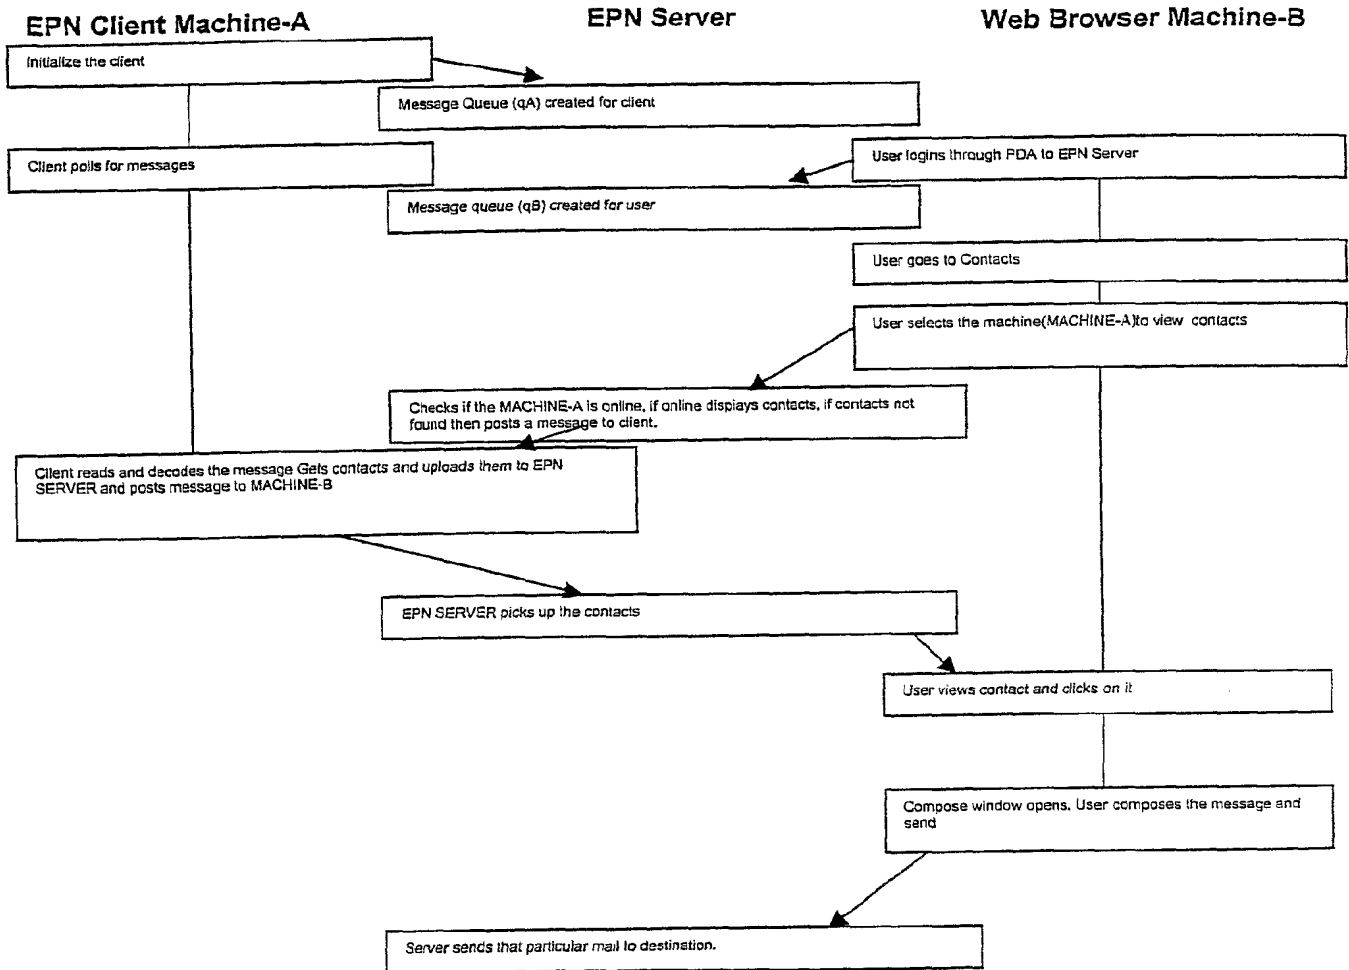 EPN Client Machine-A
EPN Server
Web Browser Machine-B
Initialize the client
Message Queue (qA) created for client
Client polls for messages
User logins through PDA to EPN Server
Message queue (qB) created for user
User goes to Contacts
User selects the machine(MACHINE-A)to view contacts
Checks if the MACHINE-A is online, if online displays contacts, if contacts not
found then posts a message to client.
Client reads and decodes the message Gets contacts and uploads them to EPN
SERVER and posts message to MACHINE-B
EPN SERVER picks up the contacts
User views contact and clicks on it
Compose window opens. User composes the message and
send
Server sends that particular mail to destination.